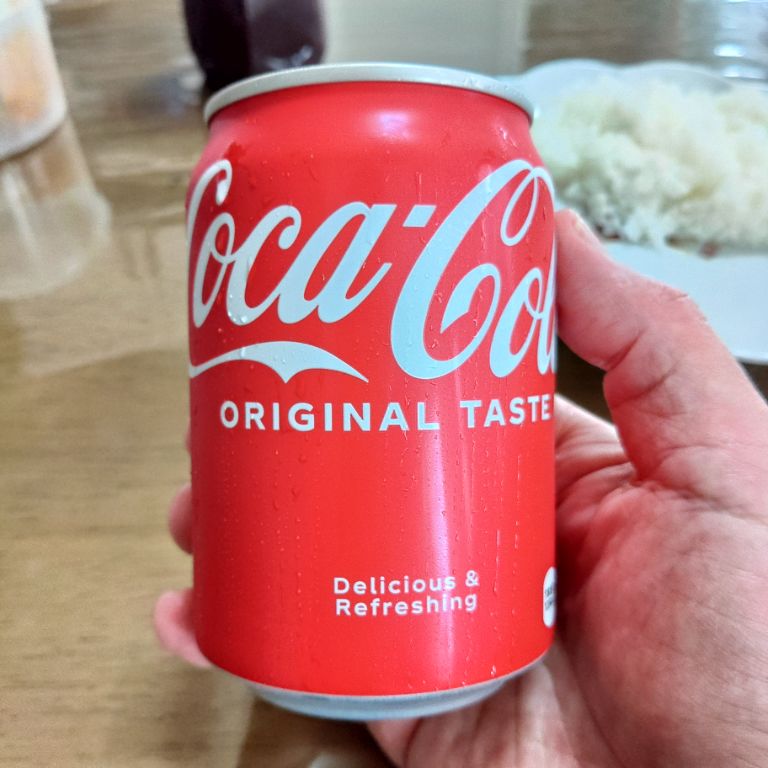 Coca-Col
ORIGINAL TASTE
Delicious &
Refreshing